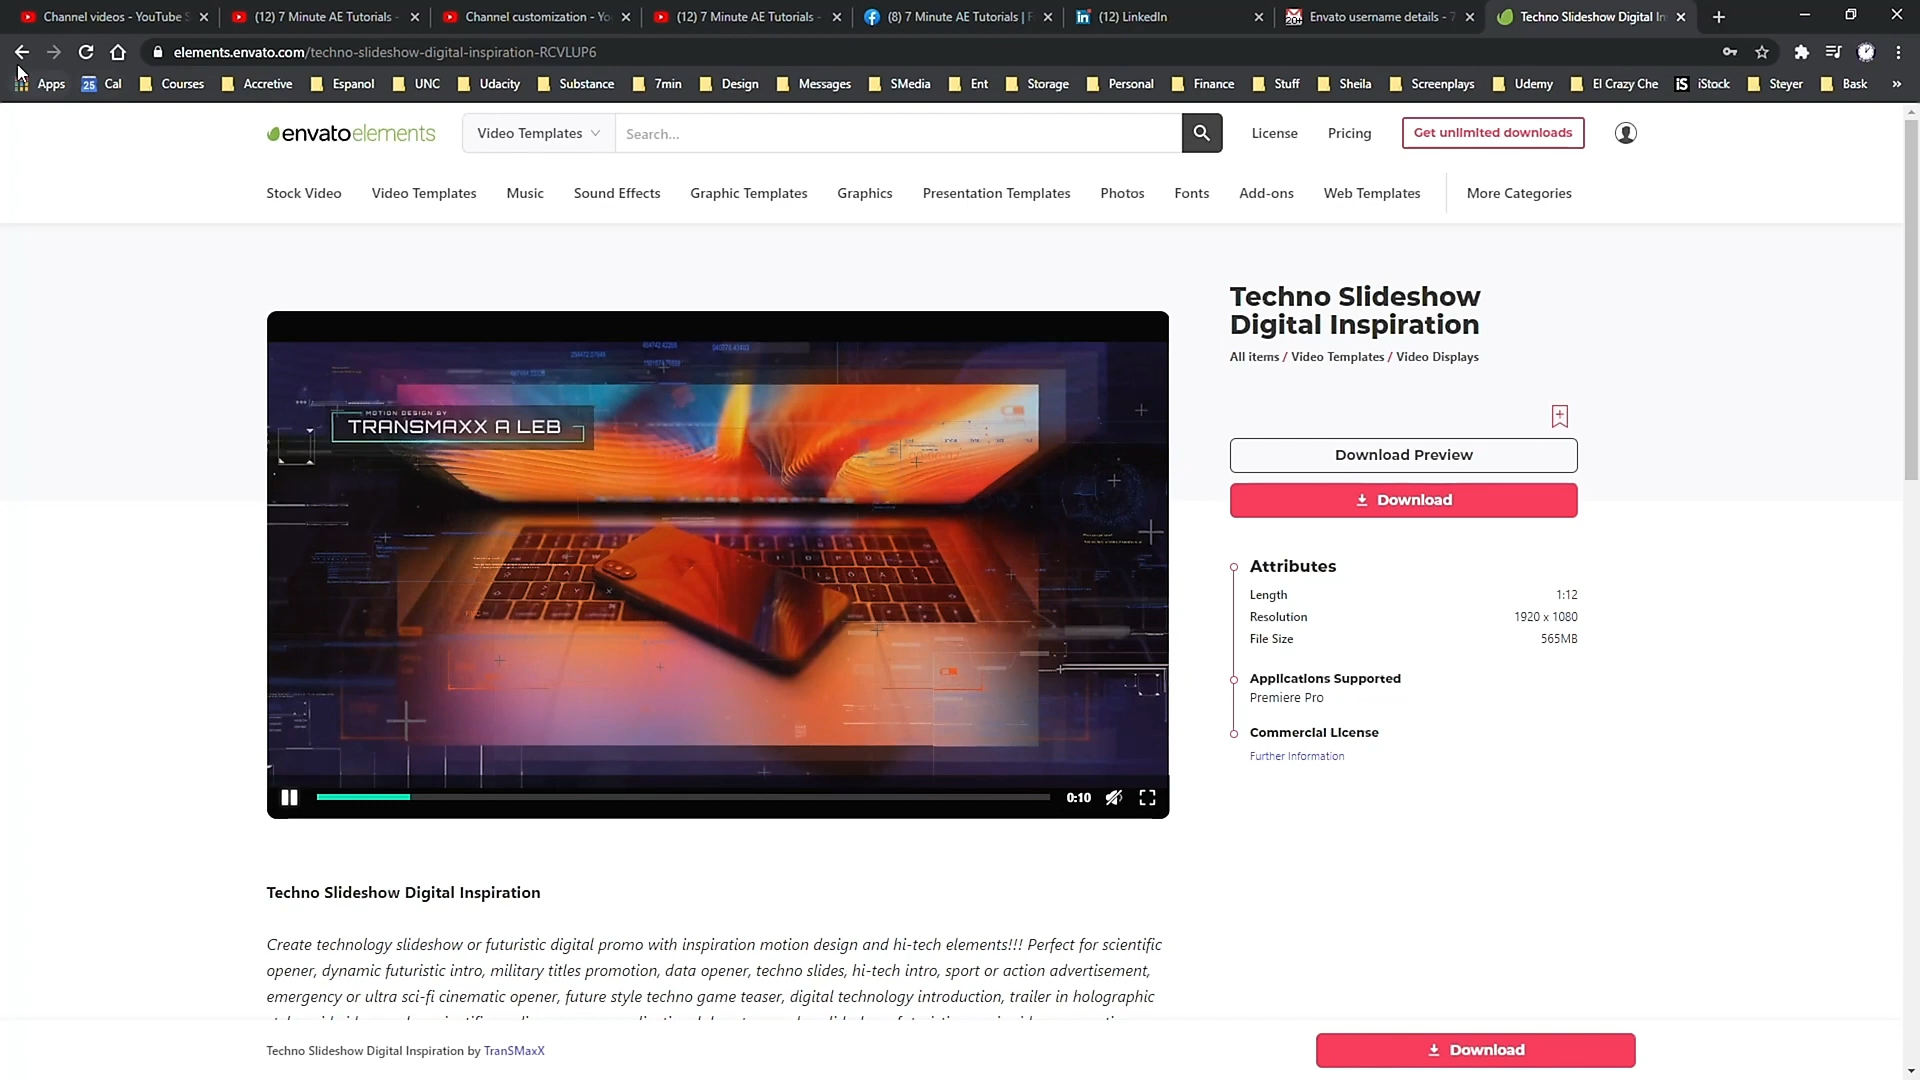 Channel videos - YouTube S
(12) 7 Minute AE Tutorials -
Channel customization - Yo
(12) 7 Minute AE Tutorials -
(8) 7 Minute AE Tutorials | F
(12) LinkedIn
Envato username details - 7
Techno Slideshow Digital In
elements.envato.com/techno-slideshow-digital-inspiration-RCVLUP6
Apps
25 Cal
Courses
Accretive
Espanol
UNC
Udacity
Substance
7min
Design
Messages
SMedia
Ent
Storage
Personal
Finance
Stuff
Sheila
Screenplays
Udemy
El Crazy Che
iS iStock
Steyer
Bask
»
envatoelements
Video Templates
Search...
License
Pricing
Get unlimited downloads
Stock Video
Video Templates
Music
Sound Effects
Graphic Templates
Graphics
Presentation Templates
Photos
Fonts
Add-ons
Web Templates
More Categories
Techno Slideshow
Digital Inspiration
All items / Video Templates / Video Displays
MOTION DESIGN BY
TRANSMAXX A LEB
Download Preview
Download
Attributes
Length 1:12
Resolution 1920 x 1080
File Size 565MB
Applications Supported
Premiere Pro
Commercial License
Further Information
0:10
Techno Slideshow Digital Inspiration
Create technology slideshow or futuristic digital promo with inspiration motion design and hi-tech elements!!! Perfect for scientific
opener, dynamic futuristic intro, military titles promotion, data opener, techno slides, hi-tech intro, sport or action advertisement,
emergency or ultra sci-fi cinematic opener, future style techno game teaser, digital technology introduction, trailer in holographic
Techno Slideshow Digital Inspiration by TranSMaxX
Download